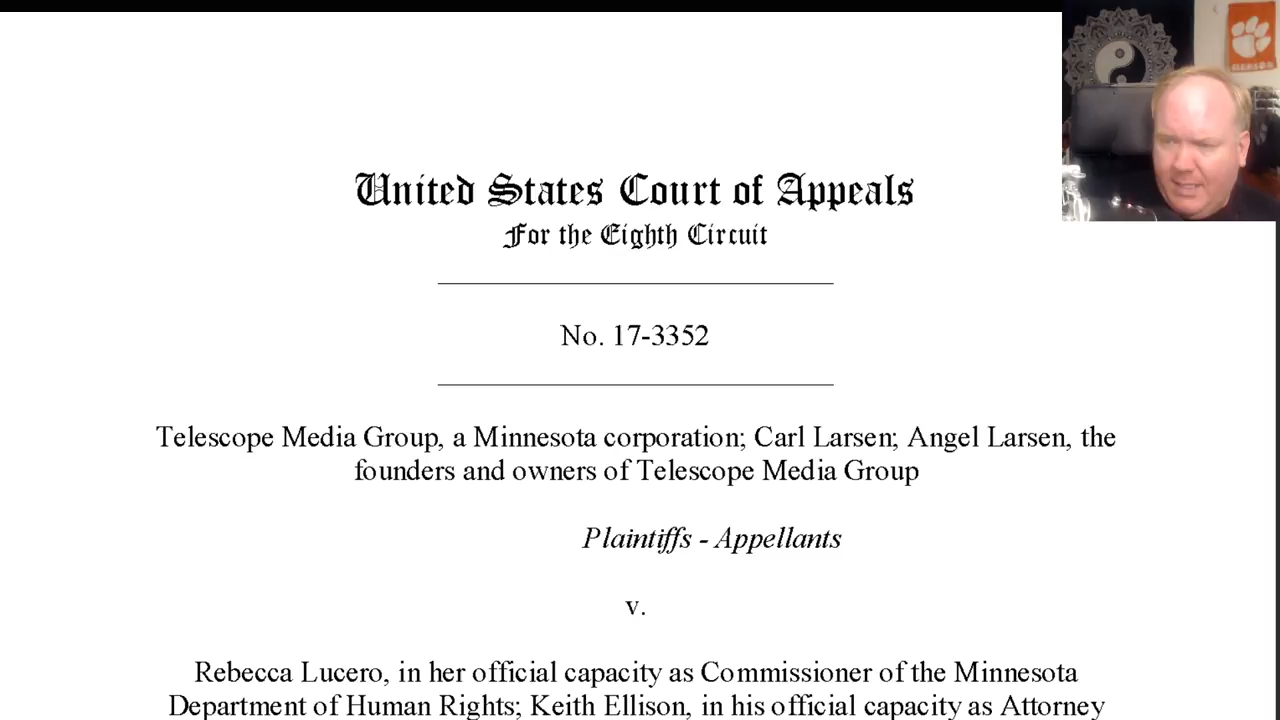 United States Court of Appeals
For the Eighth Circuit
No. 17-3352
Telescope Media Group, a Minnesota corporation; Carl Larsen; Angel Larsen, the
founders and owners of Telescope Media Group
Plaintiffs - Appellants
v.
Rebecca Lucero, in her official capacity as Commissioner of the Minnesota
Department of Human Rights; Keith Ellison, in his official capacity as Attorney
CLEMSON